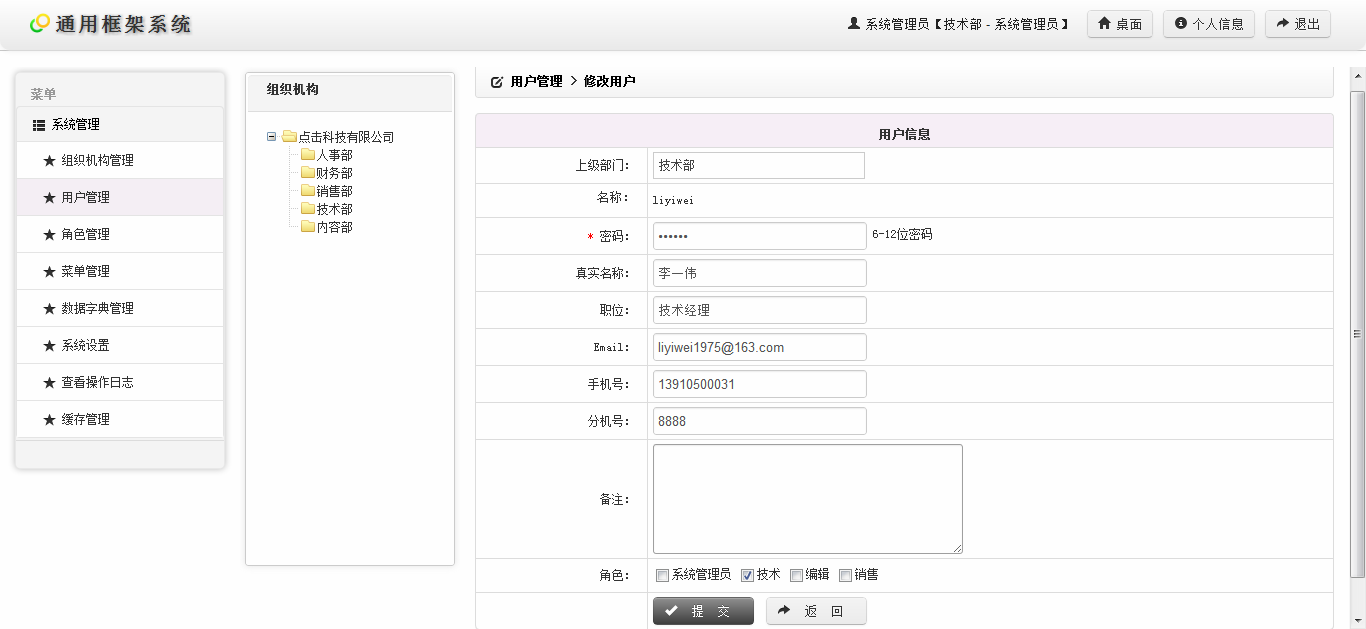 通用框架系统
系统管理员【技术部 - 系统管理员】 桌面 个人信息 退出
菜单
系统管理
组织机构管理
用户管理
角色管理
菜单管理
数据字典管理
系统设置
查看操作日志
缓存管理
组织机构
点击科技有限公司
人事部
财务部
销售部
技术部
内容部
用户管理 > 修改用户
用户信息
上级部门: 技术部
名称: liyiwei
* 密码: •••••• 6-12位密码
真实名称: 李一伟
职位: 技术经理
Email: liyiwei1975@163.com
手机号: 13910500031
分机号: 8888
备注:
角色: 系统管理员 技术 编辑 销售
提 交 返 回